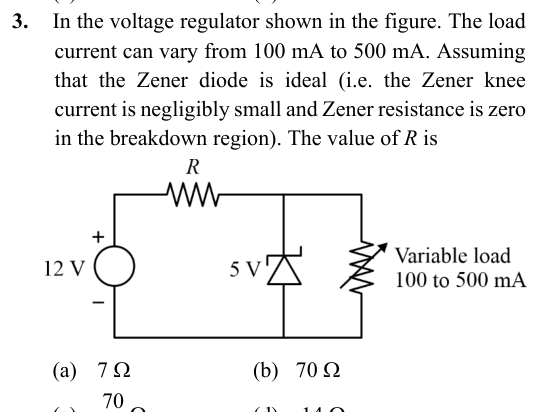 3. In the voltage regulator shown in the figure. The load
current can vary from 100 mA to 500 mA. Assuming
that the Zener diode is ideal (i.e. the Zener knee
current is negligibly small and Zener resistance is zero
in the breakdown region). The value of R is
R
+
12 V
−
5 V
Variable load
100 to 500 mA
(a) 7 Ω
(b) 70 Ω
70